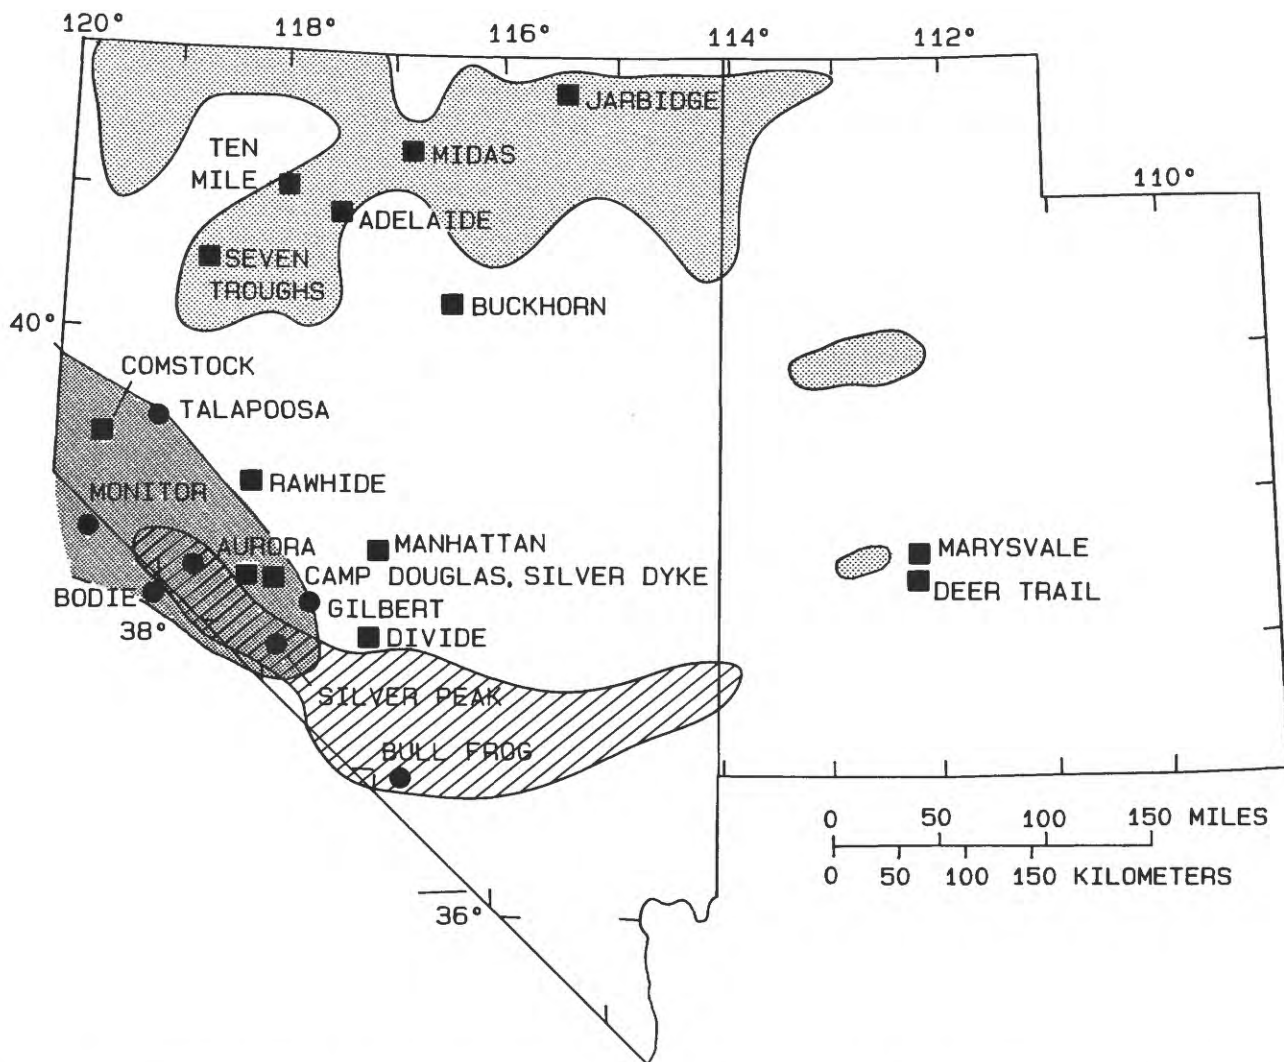 120°
118°
116°
114°
112°
JARBIDGE
TEN
MILE
MIDAS
110°
ADELAIDE
SEVEN
TROUGHS
BUCKHORN
40°
COMSTOCK
TALAPOOSA
RAWHIDE
MONITOR
AURORA
MANHATTAN
MARYSVALE
CAMP DOUGLAS, SILVER DYKE
DEER TRAIL
BODIE
GILBERT
38°
DIVIDE
SILVER PEAK
BULL FROG
0 50 100 150 MILES
0 50 100 150 KILOMETERS
36°